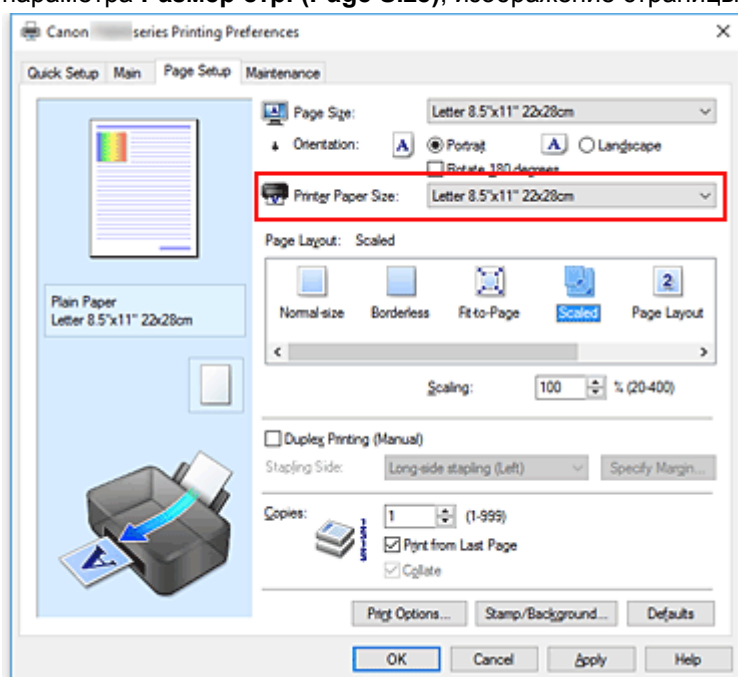 параметра Размер стр. (Page Size), изображение страницы
Canon series Printing Preferences
Quick Setup Main Page Setup Maintenance
Page Size: Letter 8.5"x11" 22x28cm
Orientation: A Portrait A Landscape
Rotate 180 degrees
Printer Paper Size: Letter 8.5"x11" 22x28cm
Page Layout: Scaled
2
Normal-size Borderless Fit-to-Page Scaled Page Layout
Plain Paper
Letter 8.5"x11" 22x28cm
Scaling: 100 % (20-400)
Duplex Printing (Manual)
Stapling Side: Long-side stapling (Left) Specify Margin...
Copies: 1 (1-999)
Print from Last Page
Collate
A
Print Options... Stamp/Background... Defaults
OK Cancel Apply Help